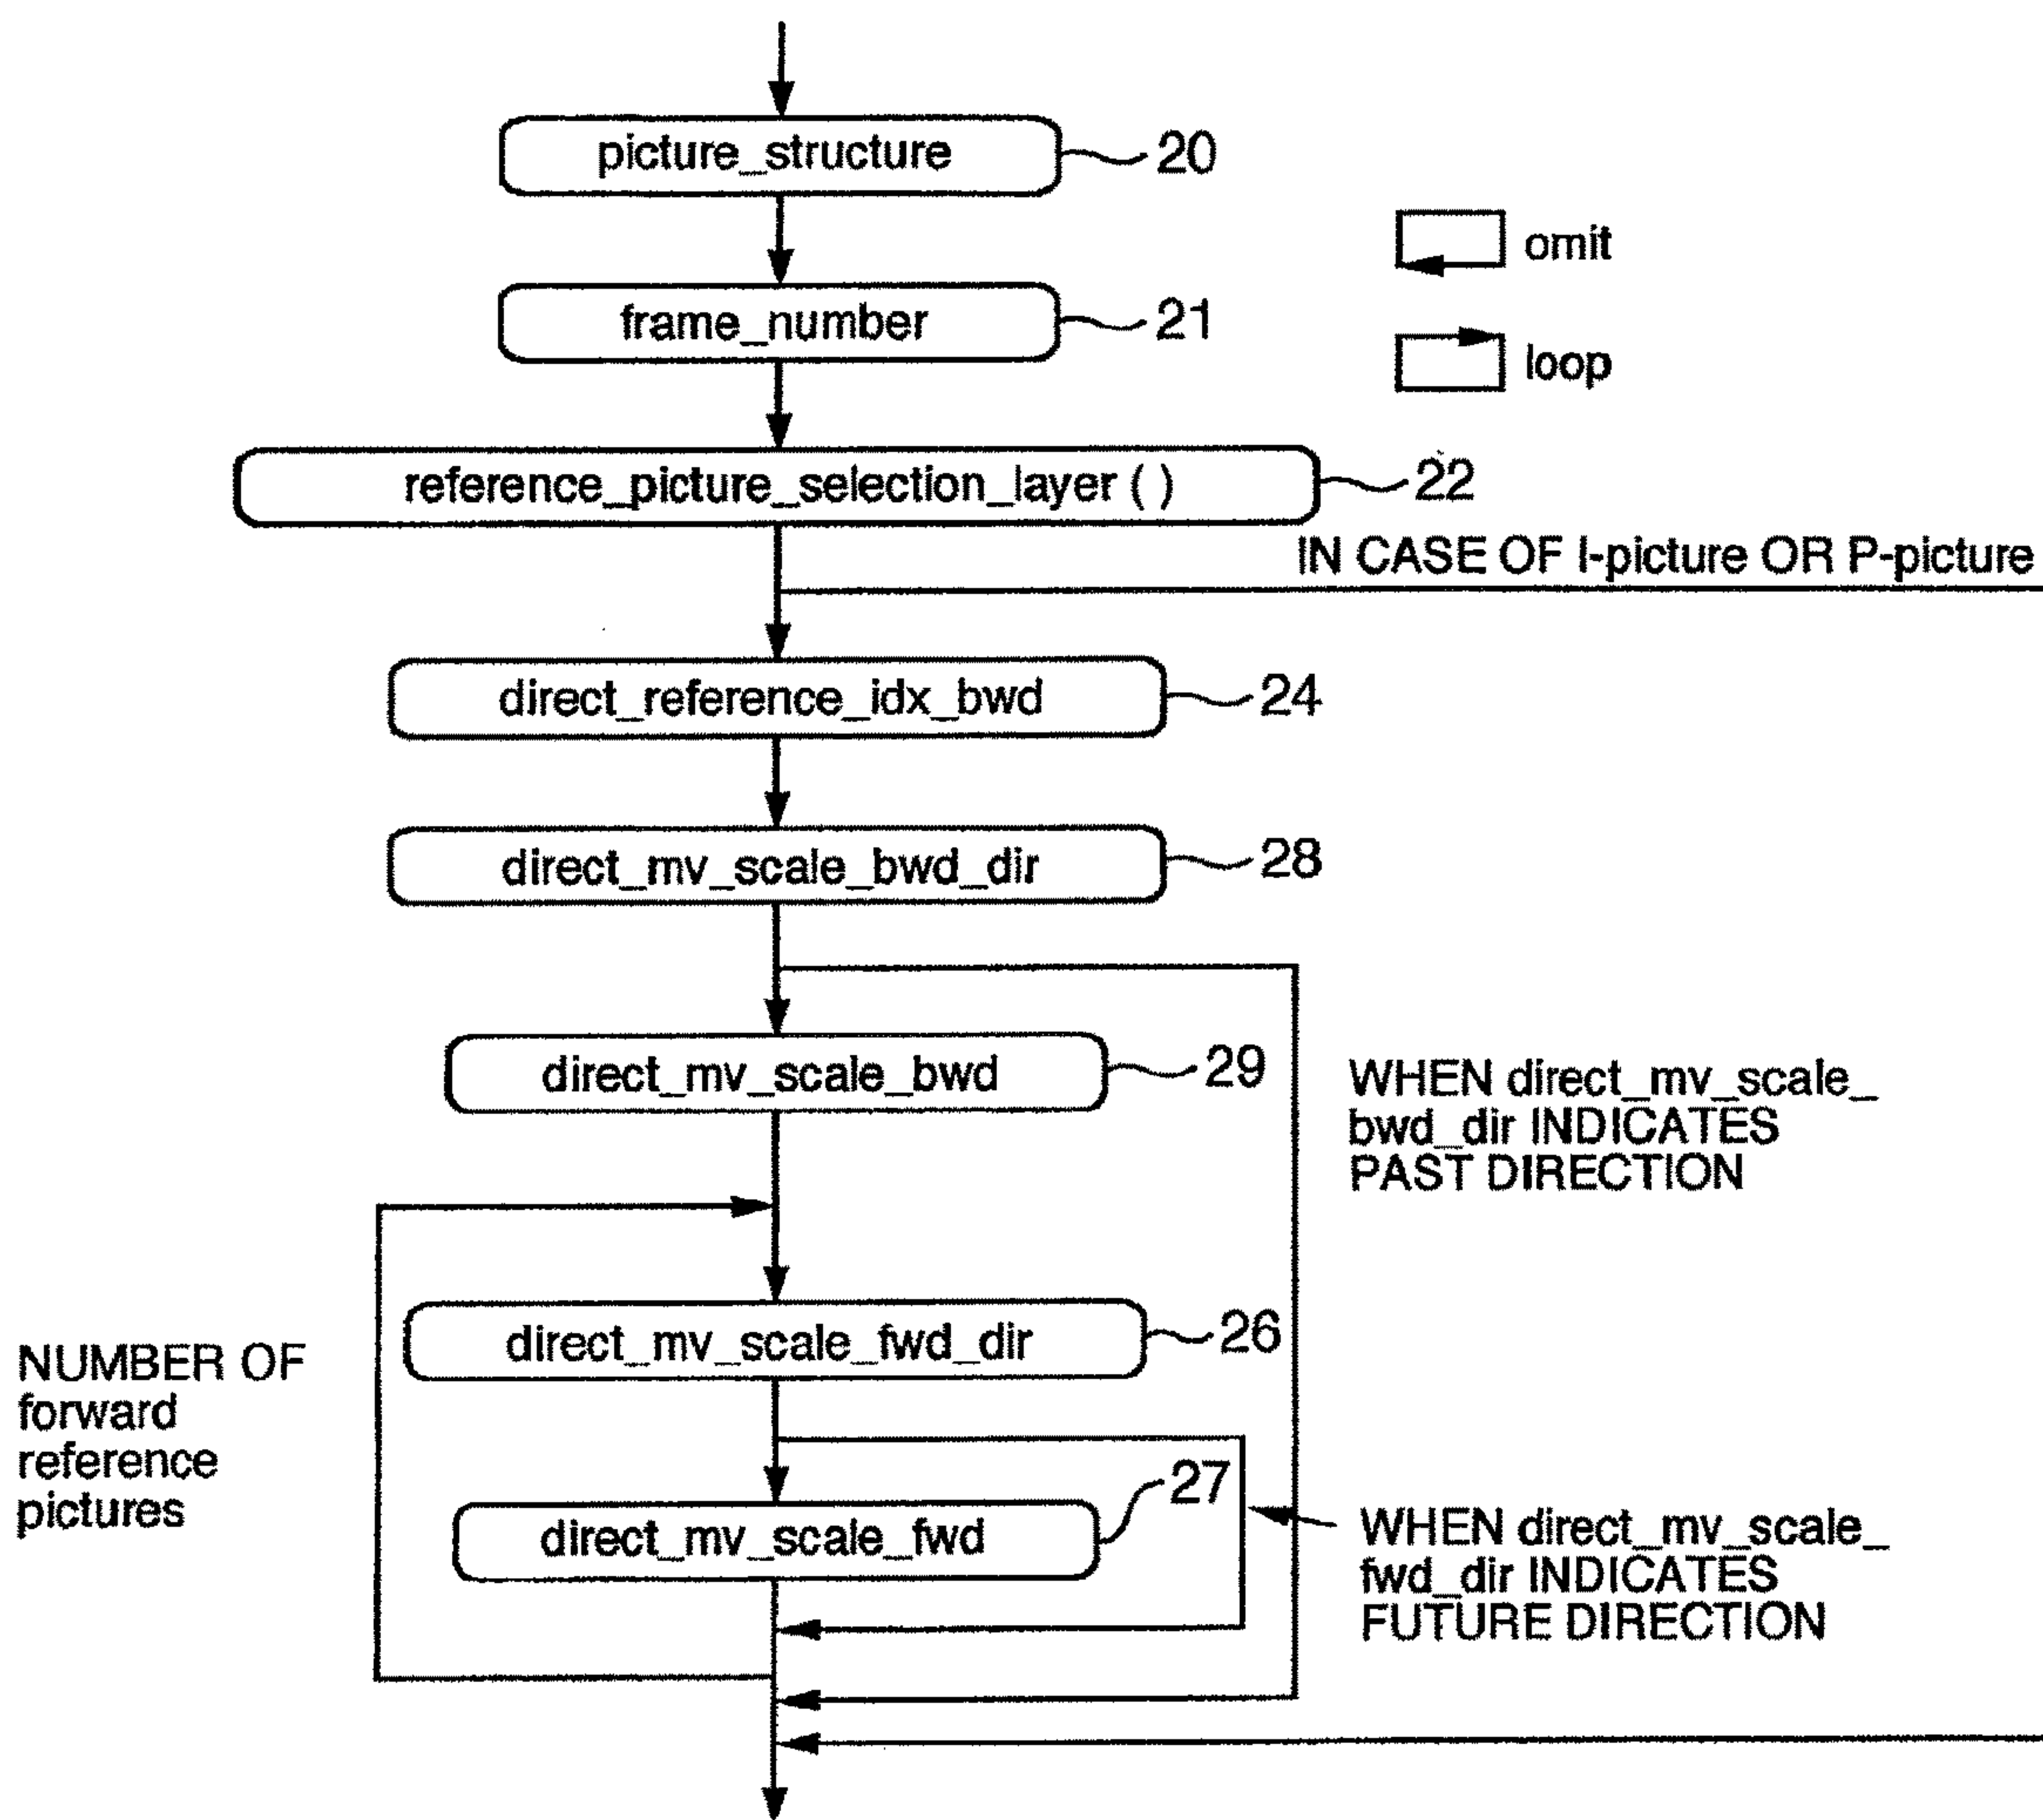 picture_structure
20
omit
frame_number
21
loop
reference_picture_selection_layer ( )
22
IN CASE OF I-picture OR P-picture
direct_reference_idx_bwd
24
direct_mv_scale_bwd_dir
28
direct_mv_scale_bwd
29
WHEN direct_mv_scale_
bwd_dir INDICATES
PAST DIRECTION
direct_mv_scale_fwd_dir
26
NUMBER OF
forward
reference
pictures
direct_mv_scale_fwd
27
WHEN direct_mv_scale_
fwd_dir INDICATES
FUTURE DIRECTION